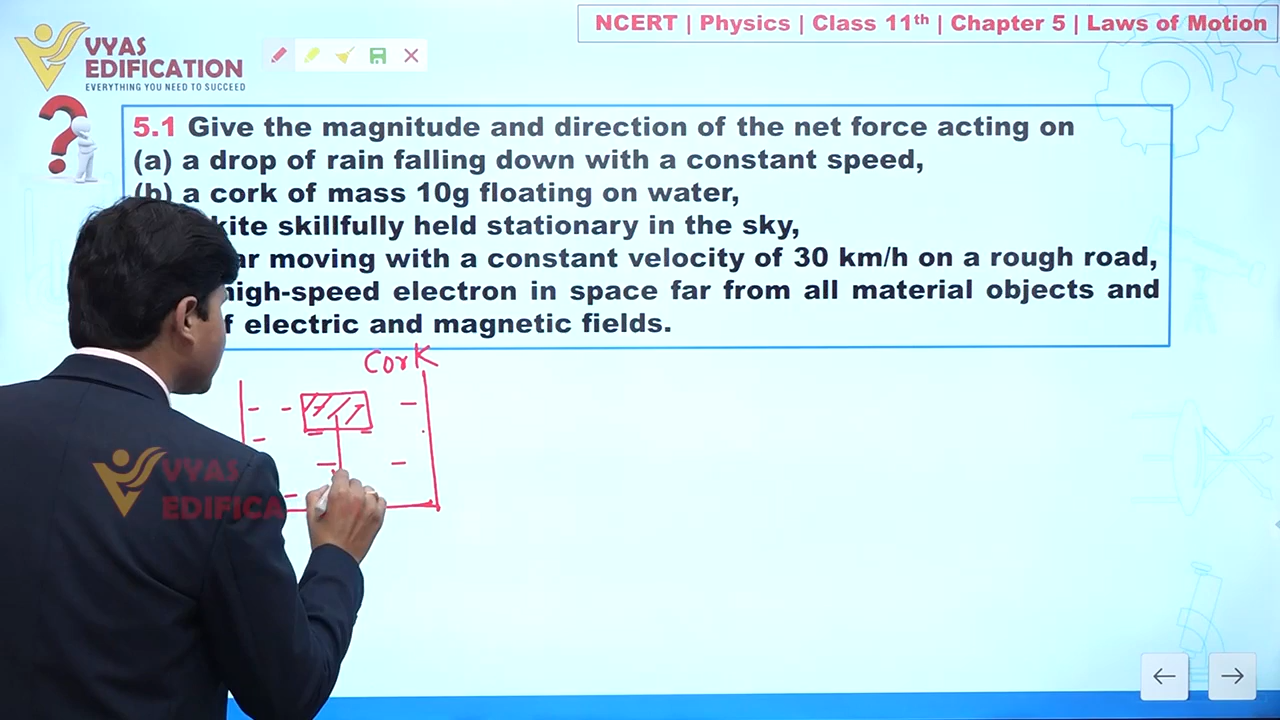 NCERT | Physics | Class 11th | Chapter 5 | Laws of Motion
VYAS
EDIFICATION
EVERYTHING YOU NEED TO SUCCEED
5.1 Give the magnitude and direction of the net force acting on
(a) a drop of rain falling down with a constant speed,
(b) a cork of mass 10g floating on water,
kite skillfully held stationary in the sky,
moving with a constant velocity of 30 km/h on a rough road,
high-speed electron in space far from all material objects and
electric and magnetic fields.
Cork
VYAS